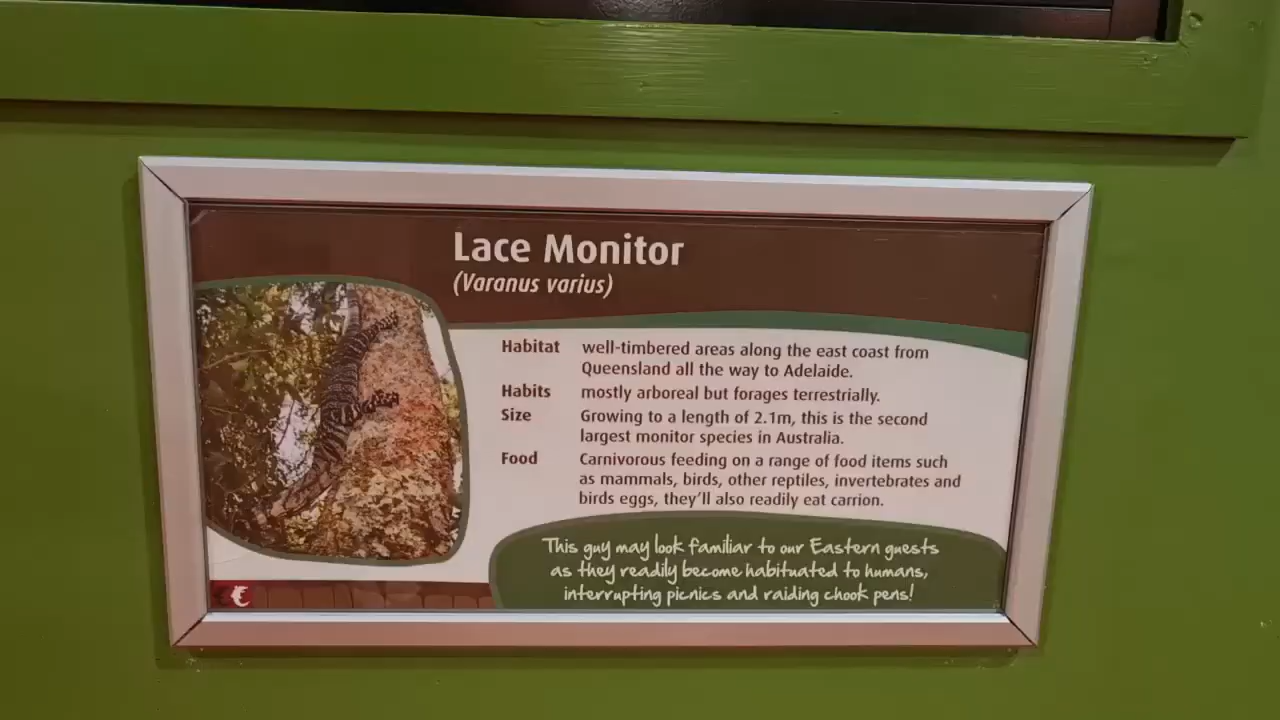 Lace Monitor
(Varanus varius)
Habitat well-timbered areas along the east coast from
Queensland all the way to Adelaide.
Habits mostly arboreal but forages terrestrially.
Size Growing to a length of 2.1m, this is the second
largest monitor species in Australia.
Food Carnivorous feeding on a range of food items such
as mammals, birds, other reptiles, invertebrates and
birds eggs, they'll also readily eat carrion.
This guy may look familiar to our Eastern guests
as they readily become habituated to humans,
interrupting picnics and raiding chook pens!